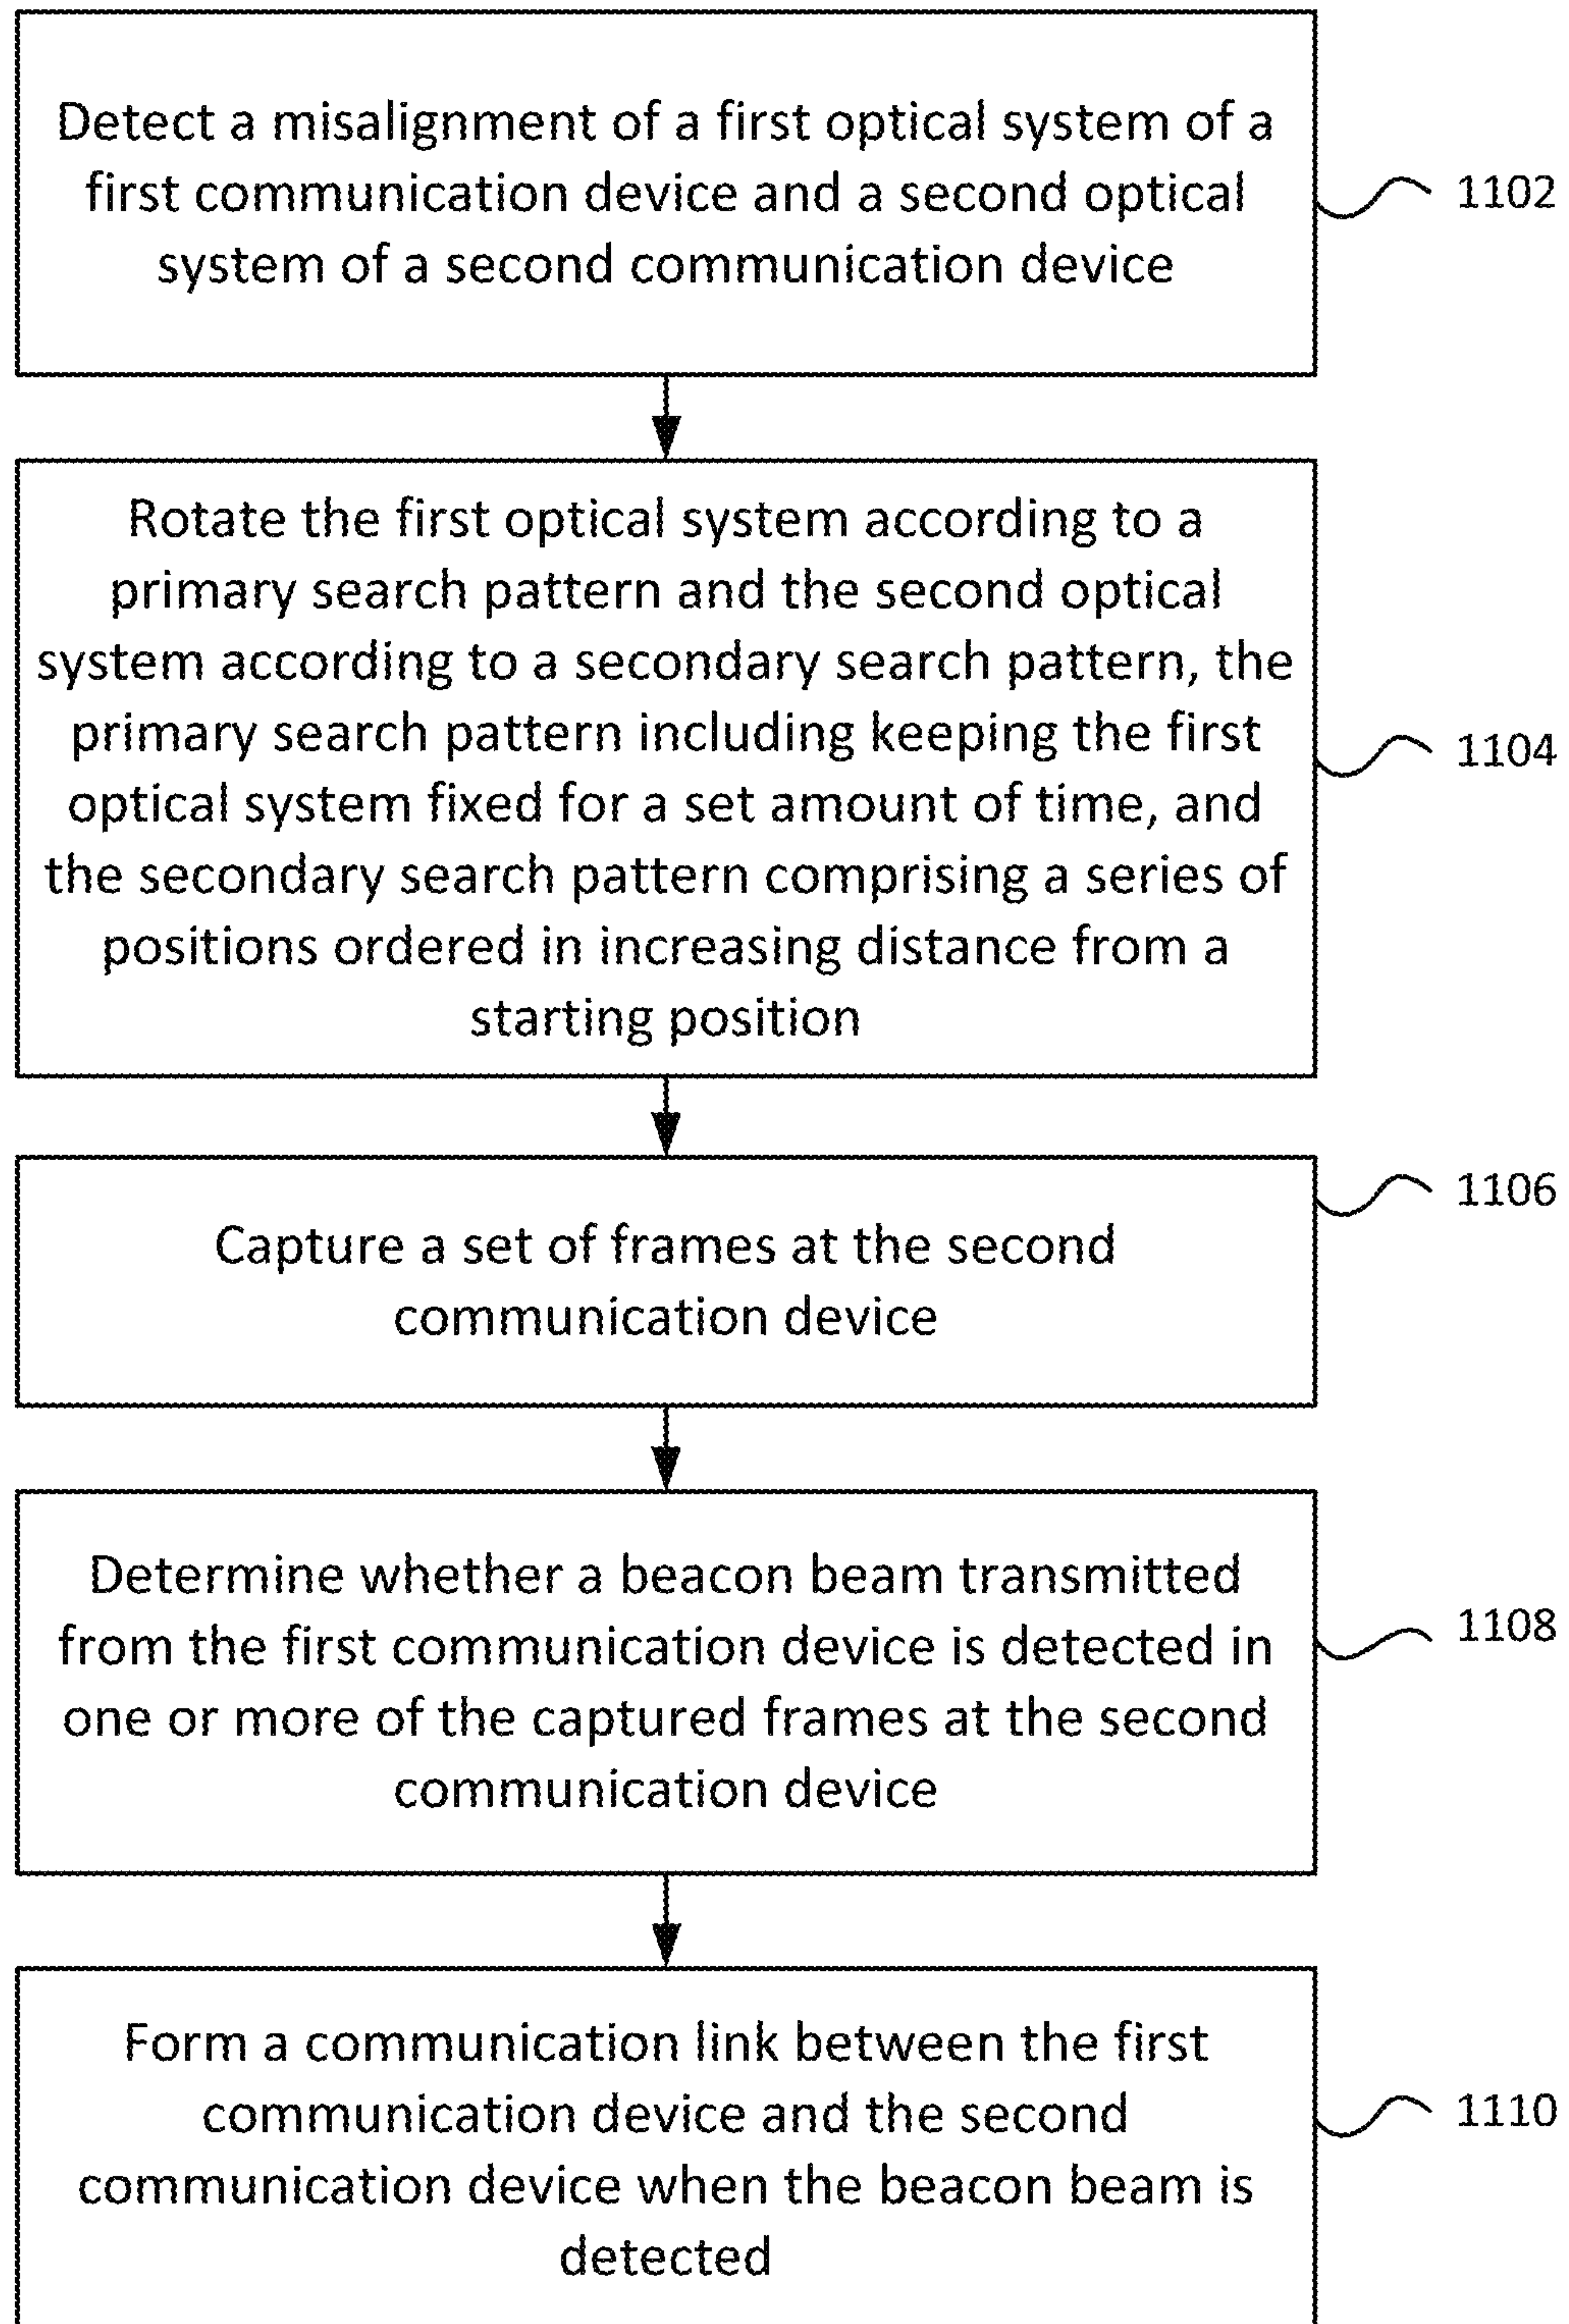 Detect a misalignment of a first optical system of a
first communication device and a second optical
system of a second communication device
1102
Rotate the first optical system according to a
primary search pattern and the second optical
system according to a secondary search pattern, the
primary search pattern including keeping the first
optical system fixed for a set amount of time, and
the secondary search pattern comprising a series of
positions ordered in increasing distance from a
starting position
1104
Capture a set of frames at the second
communication device
1106
Determine whether a beacon beam transmitted
from the first communication device is detected in
one or more of the captured frames at the second
communication device
1108
Form a communication link between the first
communication device and the second
communication device when the beacon beam is
detected
1110